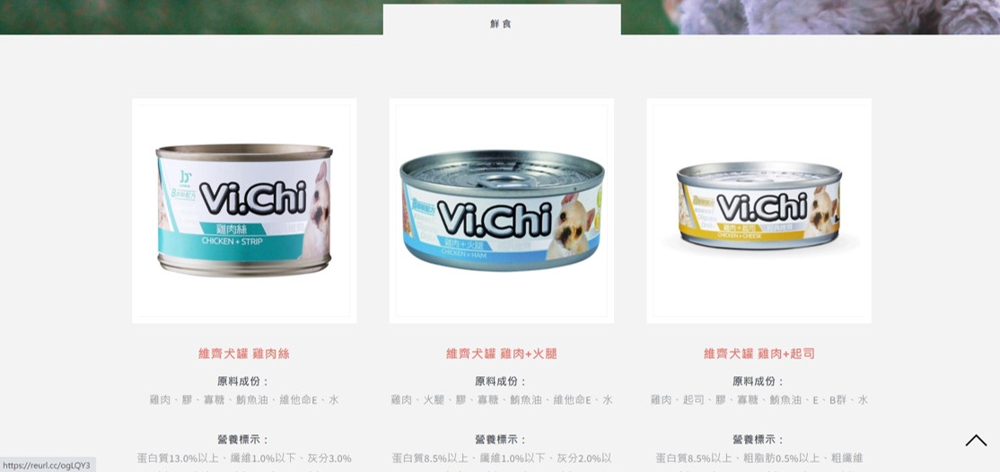 鮮食
Vi.Chi
雞肉絲
CHICKEN + STRIP
Vi.Chi
雞肉+火腿
CHICKEN + HAM
Vi.Chi
雞肉+起司
CHICKEN + CHEESE
維齊犬罐 雞肉絲
維齊犬罐 雞肉+火腿
維齊犬罐 雞肉+起司
原料成份：
原料成份：
原料成份：
雞肉、膠、寡糖、鮪魚油、維他命E、水
雞肉、火腿、膠、寡糖、鮪魚油、維他命E、水
雞肉、起司、膠、寡糖、鮪魚油、E、B群、水
營養標示：
營養標示：
營養標示：
蛋白質13.0%以上、纖維1.0%以下、灰分3.0%
蛋白質8.5%以上、纖維1.0%以下、灰分2.0%以
蛋白質8.5%以上、粗脂肪0.5%以上、粗纖維
https://reurl.cc/ogLQY3